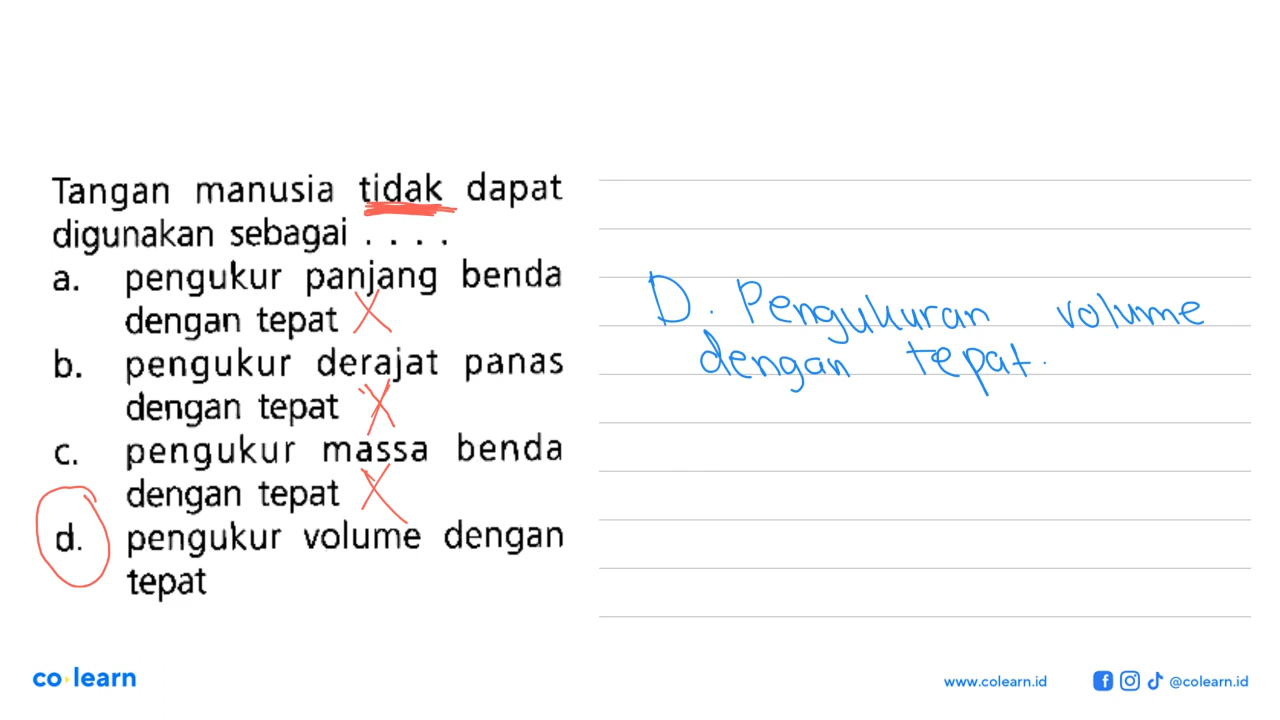 Tangan manusia tidak dapat
digunakan sebagai . . . .
a. pengukur panjang benda
dengan tepat
b. pengukur derajat panas
dengan tepat
c. pengukur massa benda
dengan tepat
d. pengukur volume dengan
tepat
D. Pengukuran volume
dengan tepat.
co learn
www.colearn.id
@colearn.id